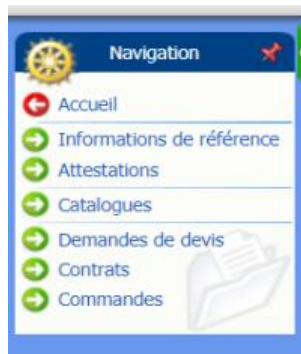 Navigation
Accueil
Informations de référence
Attestations
Catalogues
Demandes de devis
Contrats
Commandes